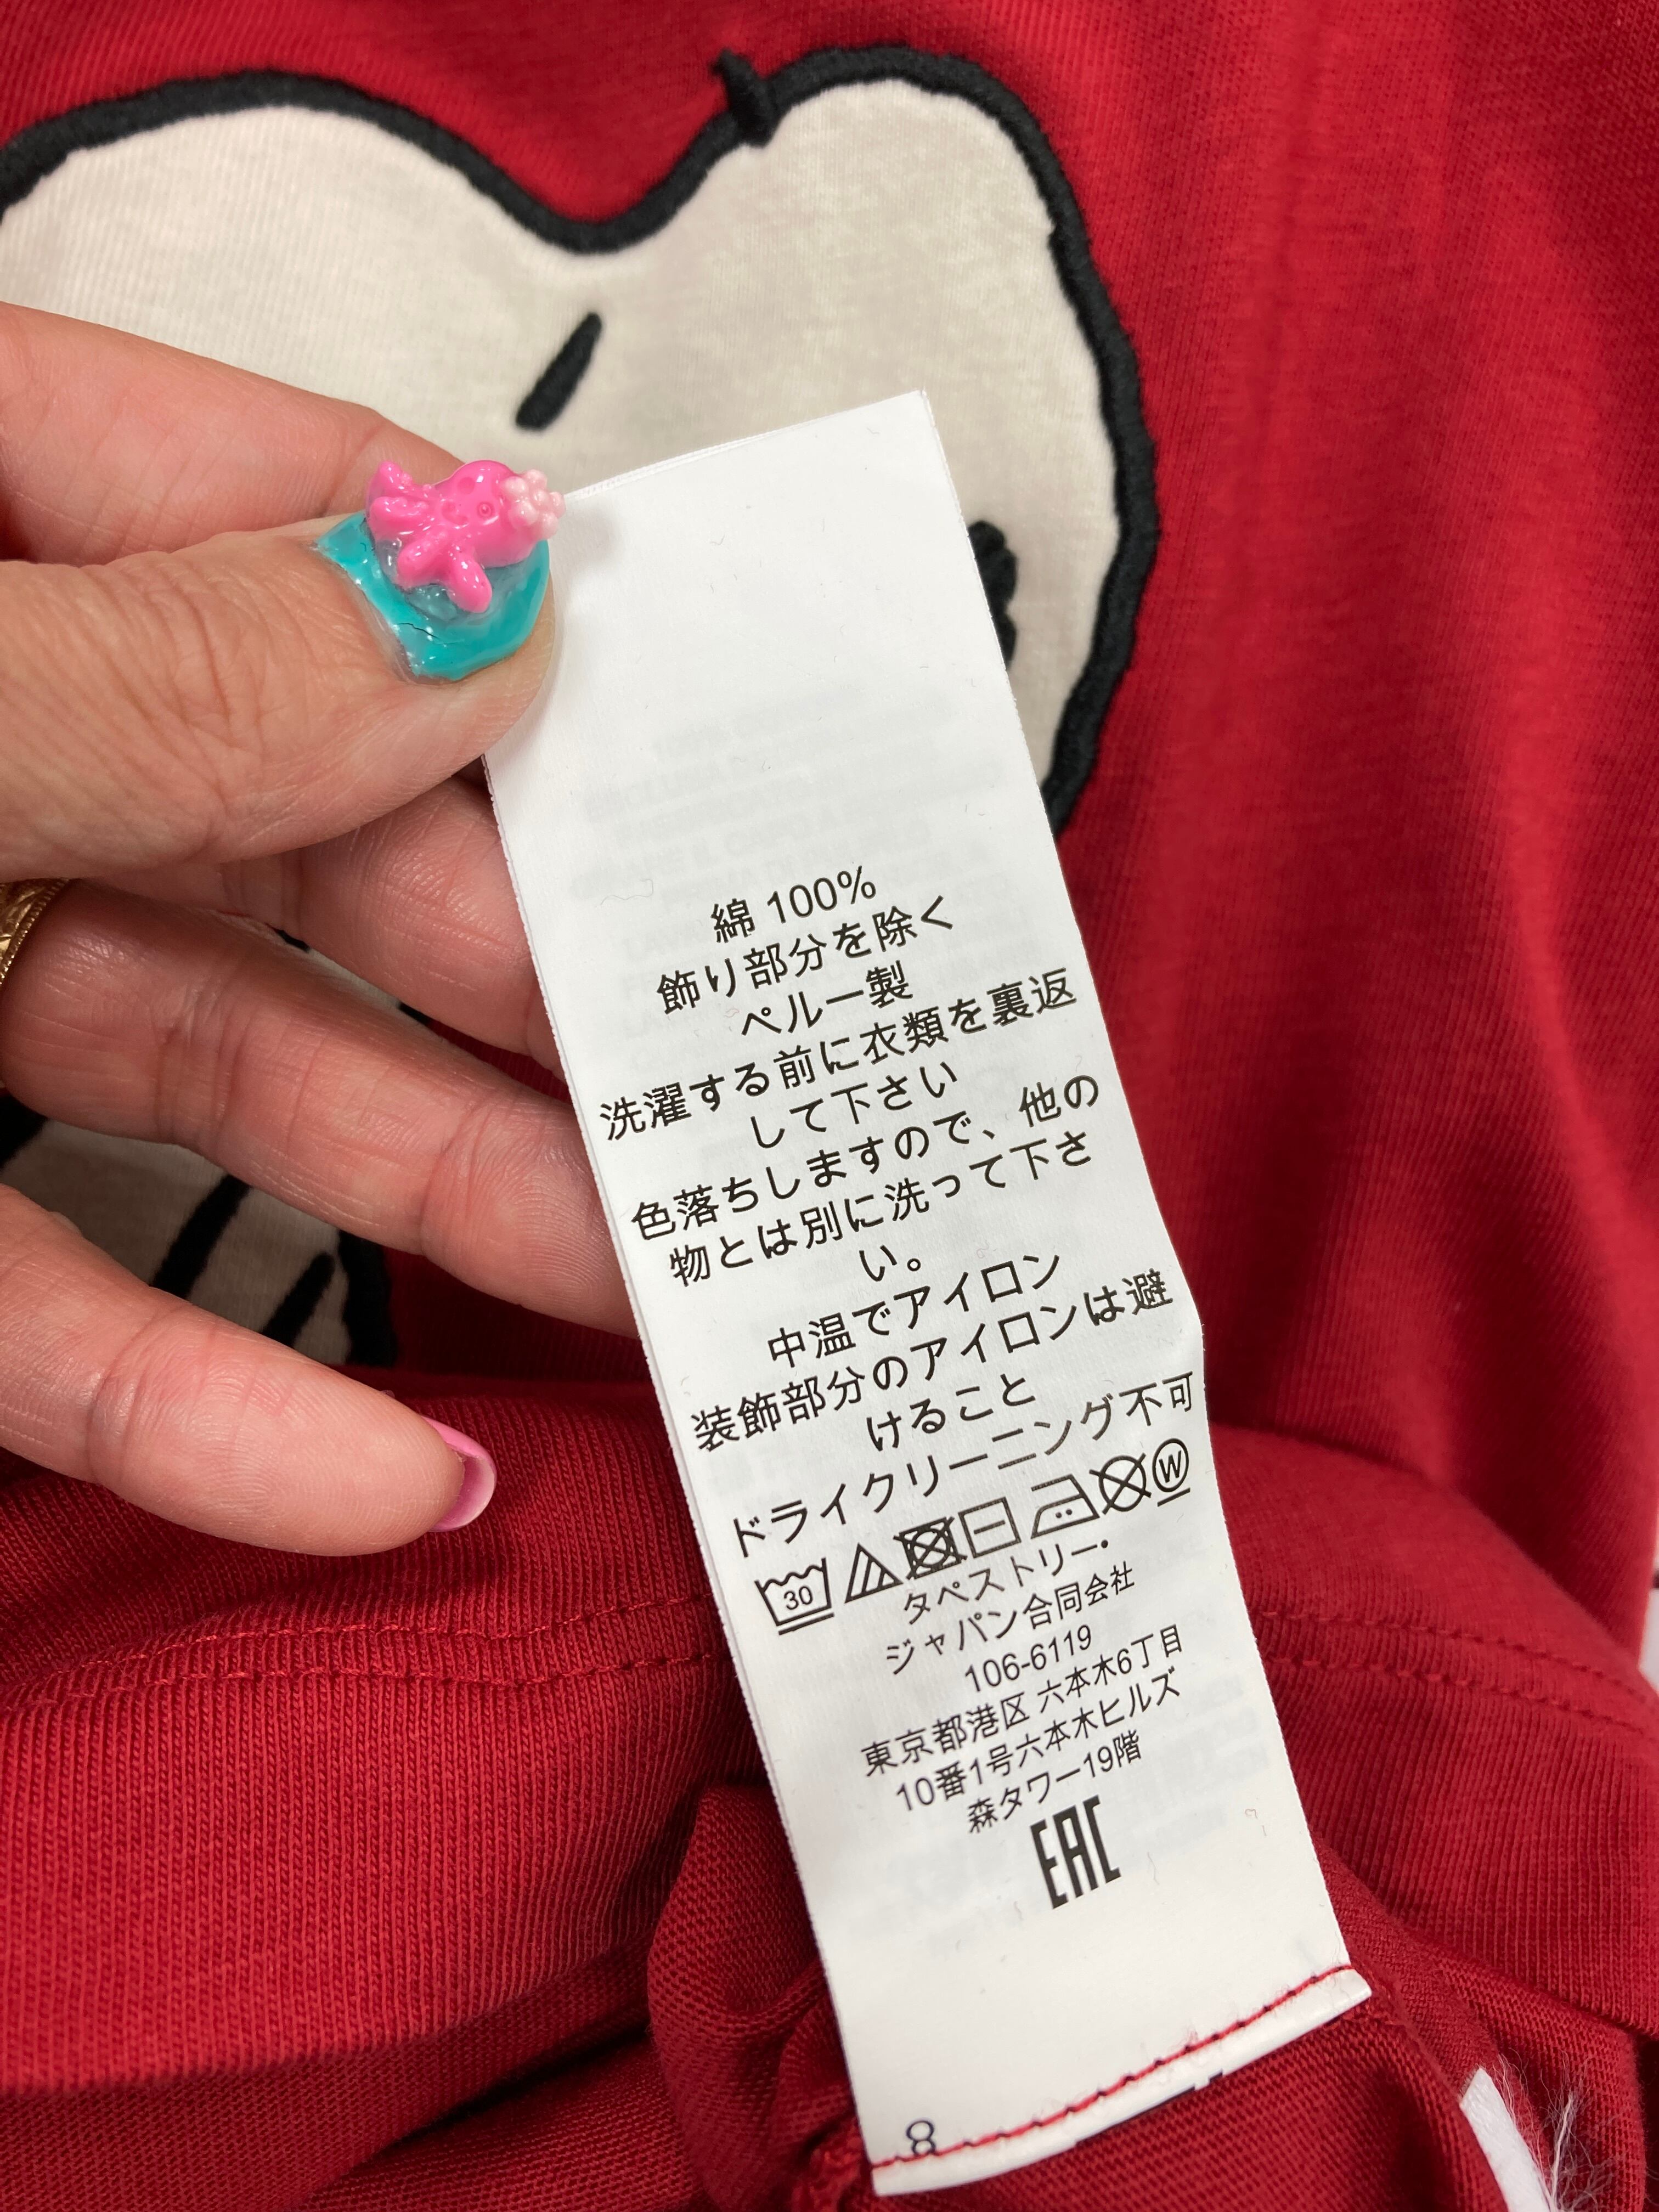 綿 100%
飾り部分を除く
ペルー製
洗濯する前に衣類を裏返
して下さい
色落ちしますので、他の
物とは別に洗って下さ
い。
中温でアイロン
装飾部分のアイロンは避
けること
ドライクリーニング不可
30
W
タペストリー・
ジャパン合同会社
106-6119
東京都港区 六本木6丁目
10番1号六本木ヒルズ
森タワー19階
EAC
8